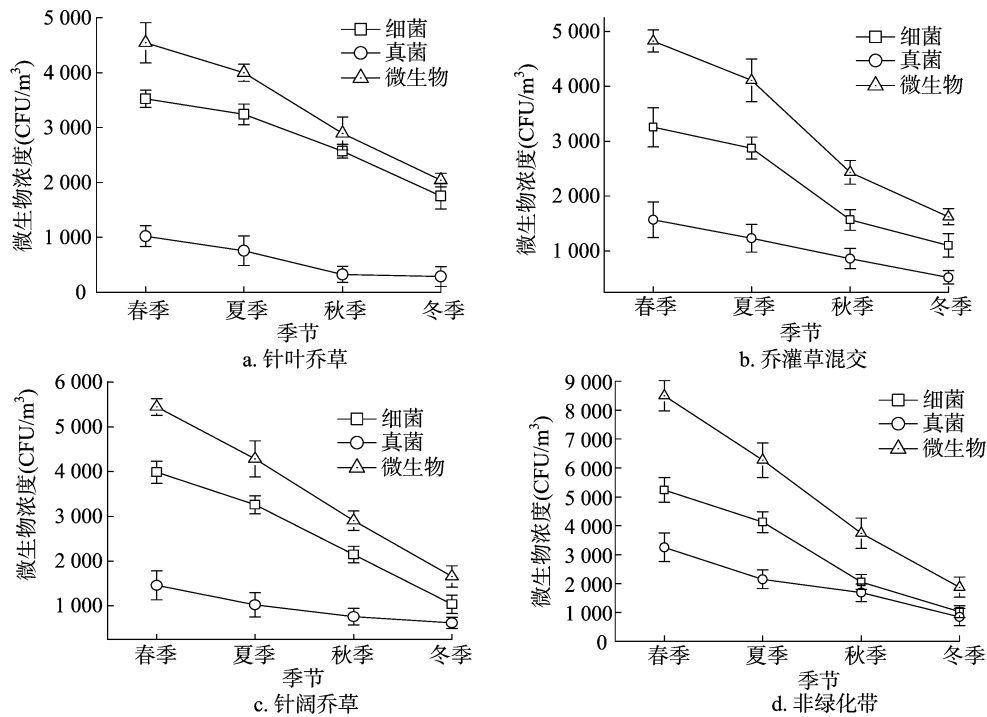 微生物浓度(CFU/m³)
5 000
4 000
3 000
2 000
1 000
0
细菌
真菌
微生物
春季 夏季 秋季 冬季
季节
a. 针叶乔草
微生物浓度(CFU/m³)
5 000
4 000
3 000
2 000
1 000
细菌
真菌
微生物
春季 夏季 秋季 冬季
季节
b. 乔灌草混交
微生物浓度(CFU/m³)
6 000
5 000
4 000
3 000
2 000
1 000
细菌
真菌
微生物
春季 夏季 秋季 冬季
季节
c. 针阔乔草
微生物浓度(CFU/m³)
9 000
8 000
7 000
6 000
5 000
4 000
3 000
2 000
1 000
0
细菌
真菌
微生物
春季 夏季 秋季 冬季
季节
d. 非绿化带